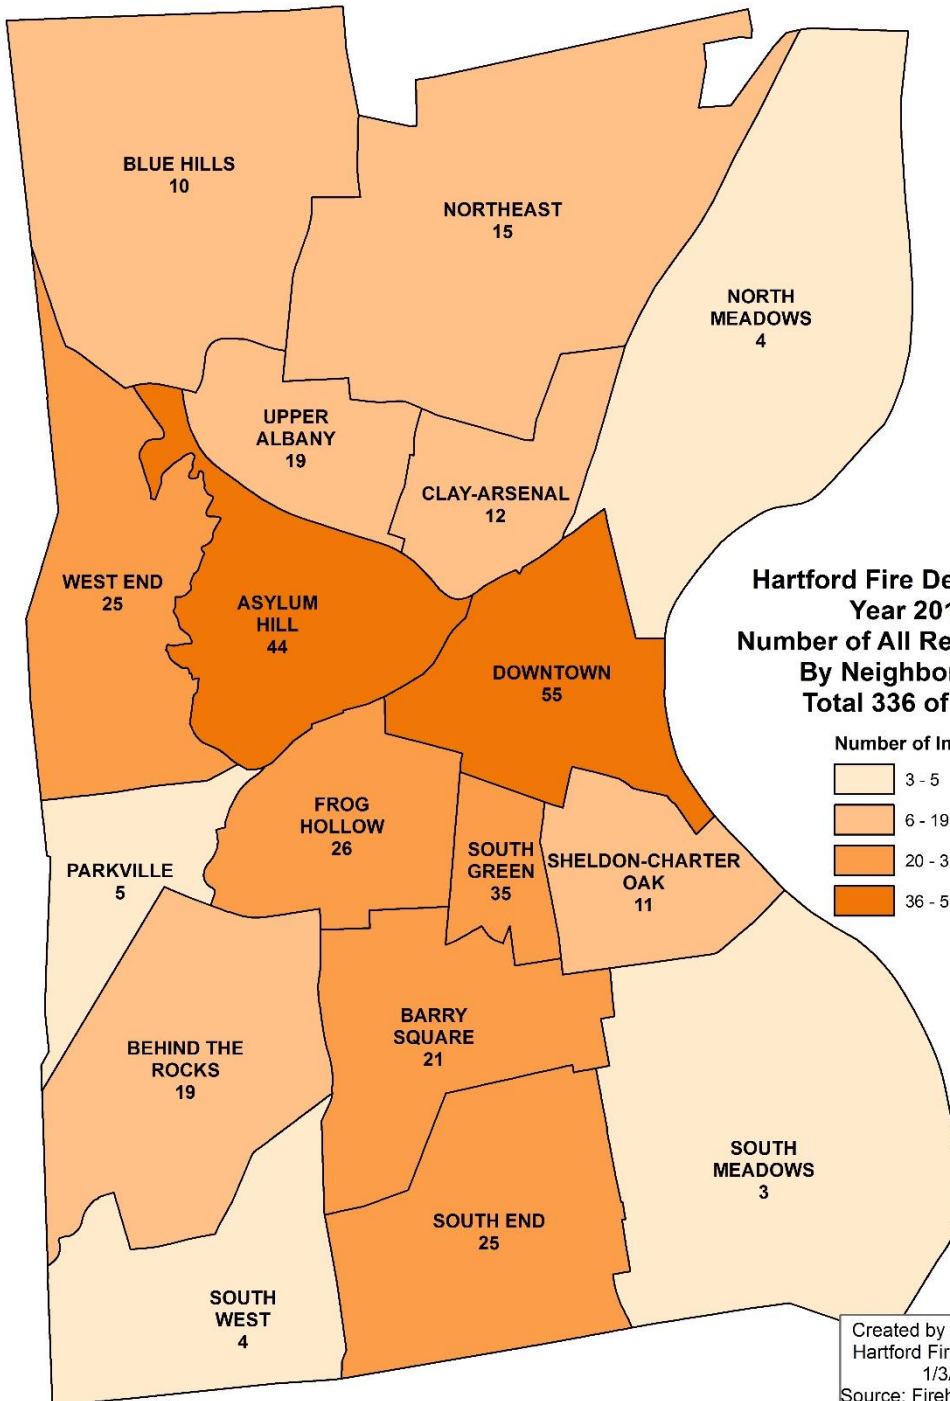 BLUE HILLS
10
NORTHEAST
15
NORTH
MEADOWS
4
UPPER
ALBANY
19
CLAY-ARSENAL
12
WEST END
25
ASYLUM
HILL
44
DOWNTOWN
55
Hartford Fire De
Year 201
Number of All Re
By Neighbor
Total 336 of
Number of In
3 - 5
6 - 19
20 - 3
36 - 5
FROG
HOLLOW
26
SOUTH
GREEN
35
SHELDON-CHARTER
OAK
11
PARKVILLE
5
BARRY
SQUARE
21
BEHIND THE
ROCKS
19
SOUTH
MEADOWS
3
SOUTH END
25
SOUTH
WEST
4
Created by
Hartford Fir
1/3/
Source: Fireh